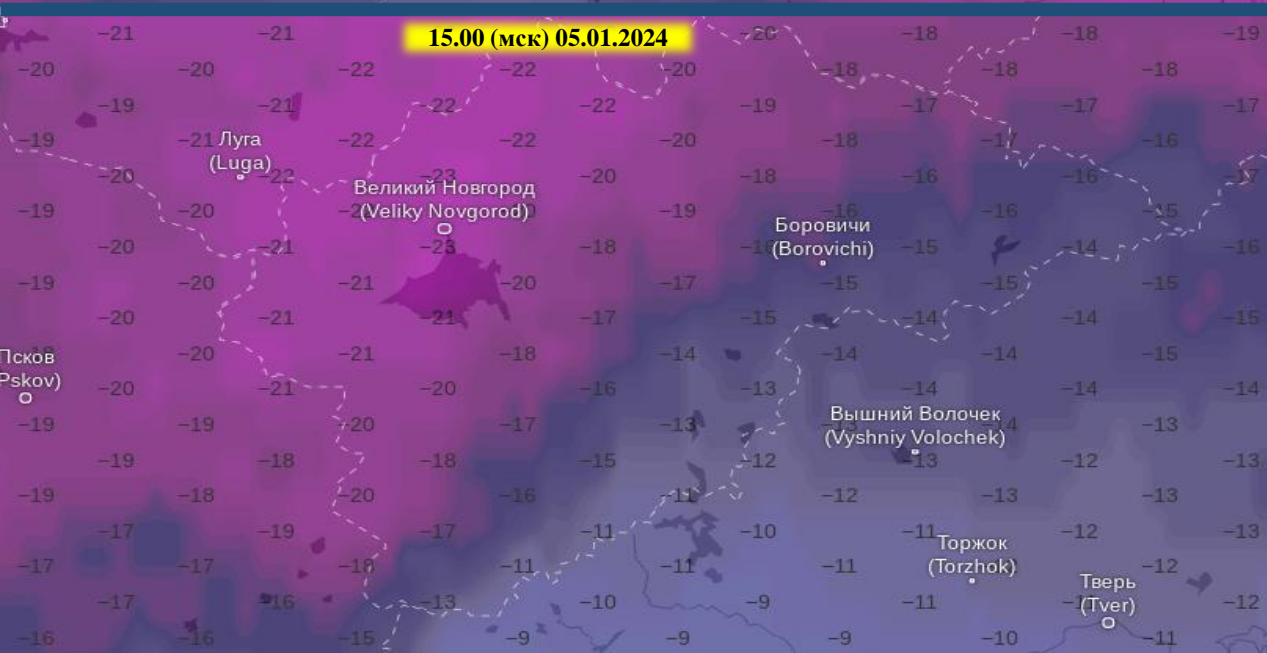 −21 −21 15.00 (мск) 05.01.2024 −20 −18 −18 −19
−20 −20 −22 −22 −20 −18 −18 −18
−19 −21 −22 −22 −19 −17 −17 −17
−19 −21 Луга −22 −22 −20 −18 −17 −16
(Luga)
−20 −22 −23 −20 −18 −16 −16 −17
Великий Новгород
−19 −20 (Veliky Novgorod) −19 −16 −16 −15
Боровичи
−20 −21 −23 −18 −16 (Borovichi) −15 −14 −16
−19 −20 −21 −20 −17 −15 −15
−20 −21 −21 −17 −15 −14 −14 −15
Псков −20 −21 −18 −14 −14 −14 −15
Pskov) −20 −21 −20 −16 −13 −14 −14 −14
Вышний Волочек
−19 −19 −20 −17 −13 −13
(Vyshniy Volochek)
−19 −18 −18 −15 −12 −13 −12 −13
−19 −18 −20 −16 −11 −12 −13 −13
−17 −19 −17 −11 −10 −11 −12 −13
Торжок
−17 −17 −18 −11 −11 −11 (Torzhok) −12
Тверь
−17 −16 −13 −10 −9 −11 (Tver) −12
−16 −16 −15 −9 −9 −9 −10 −11